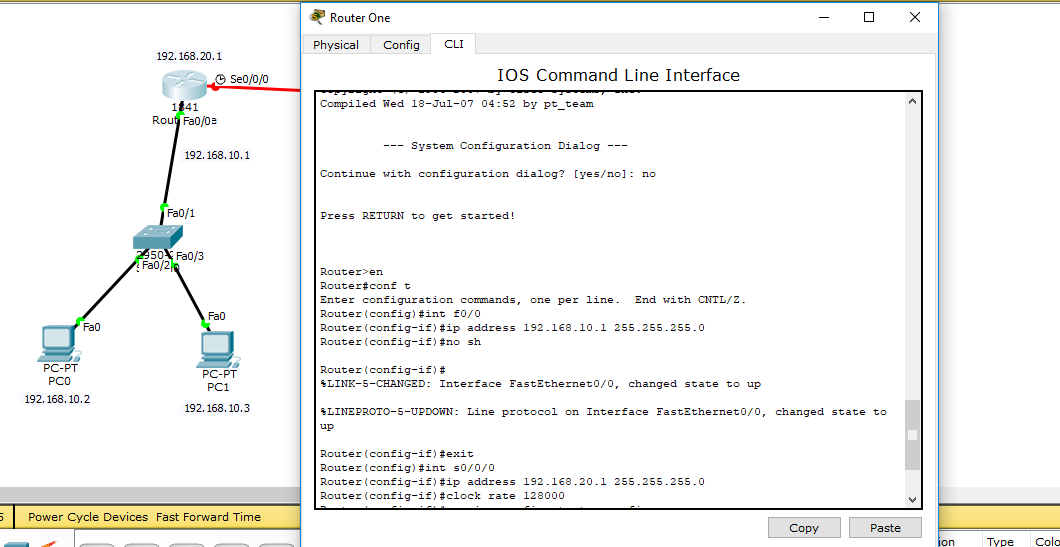 Router One
Physical
Config
CLI
IOS Command Line Interface
Compiled Wed 18-Jul-07 04:52 by pt_team
--- System Configuration Dialog ---
Continue with configuration dialog? [yes/no]: no
Press RETURN to get started!
Router>en
Router#conf t
Enter configuration commands, one per line.  End with CNTL/Z.
Router(config)#int f0/0
Router(config-if)#ip address 192.168.10.1 255.255.255.0
Router(config-if)#no sh
Router(config-if)#
%LINK-5-CHANGED: Interface FastEthernet0/0, changed state to up
%LINEPROTO-5-UPDOWN: Line protocol on Interface FastEthernet0/0, changed state to
up
Router(config-if)#exit
Router(config)#int s0/0/0
Router(config-if)#ip address 192.168.20.1 255.255.255.0
Router(config-if)#clock rate 128000
Copy
Paste
192.168.20.1
Se0/0/0
1841
Fa0/0
192.168.10.1
Fa0/1
Fa0/3
Fa0/2
Fa0
Fa0
PC-PT
PC0
192.168.10.2
PC-PT
PC1
192.168.10.3
Power Cycle Devices  Fast Forward Time
Type